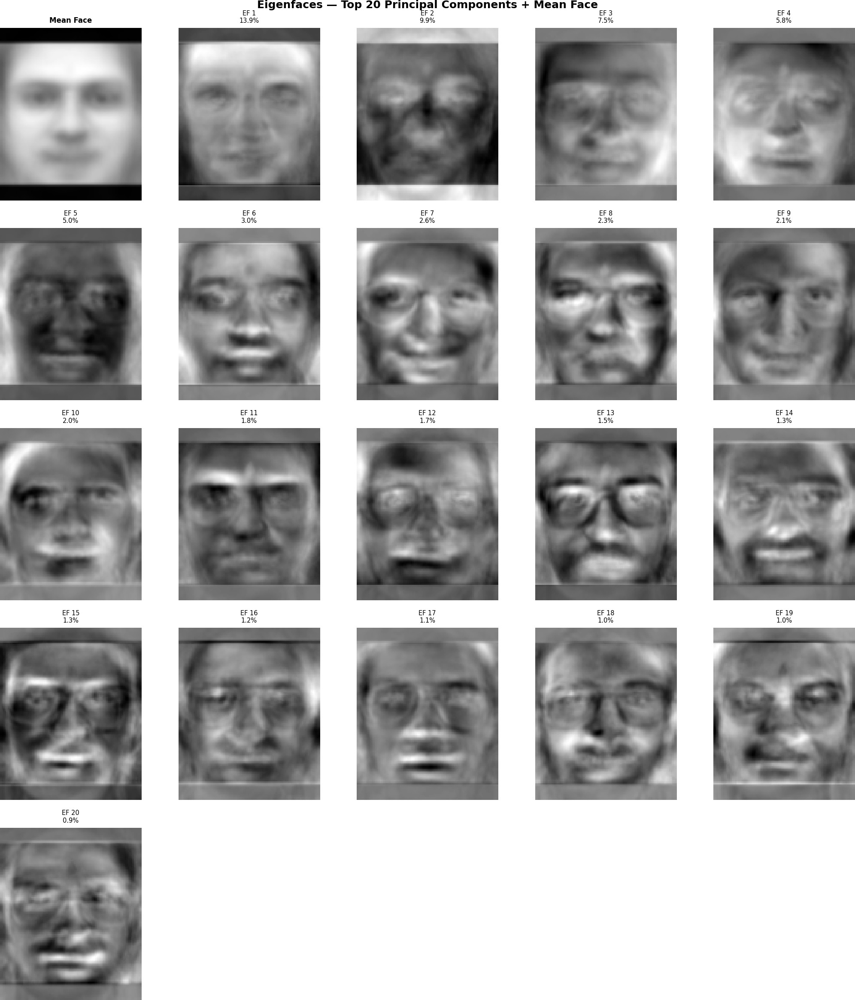 Eigenfaces — Top 20 Principal Components + Mean Face
Mean Face
EF 1
13.9%
EF 2
9.9%
EF 3
7.5%
EF 4
5.8%
EF 5
5.0%
EF 6
3.0%
EF 7
2.6%
EF 8
2.3%
EF 9
2.1%
EF 10
2.0%
EF 11
1.8%
EF 12
1.7%
EF 13
1.5%
EF 14
1.3%
EF 15
1.3%
EF 16
1.2%
EF 17
1.1%
EF 18
1.0%
EF 19
1.0%
EF 20
0.9%